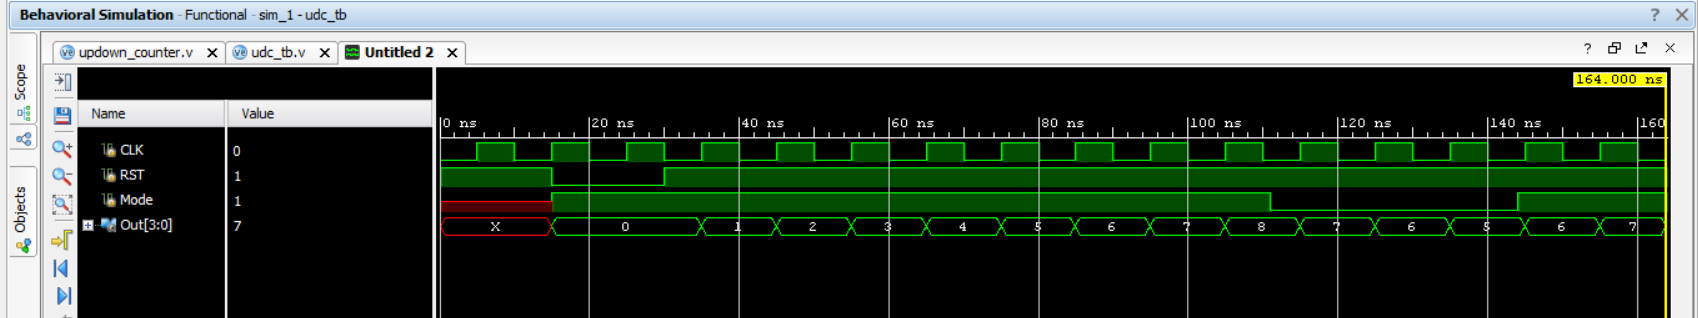 Behavioral Simulation - Functional - sim_1 - udc_tb
updown_counter.v udc_tb.v Untitled 2
Scope
Objects
164.000 ns
Name Value
0 ns 20 ns 40 ns 60 ns 80 ns 100 ns 120 ns 140 ns 160
CLK 0
RST 1
Mode 1
Out[3:0] 7 X 0 1 2 3 4 5 6 7 8 7 6 5 6 7